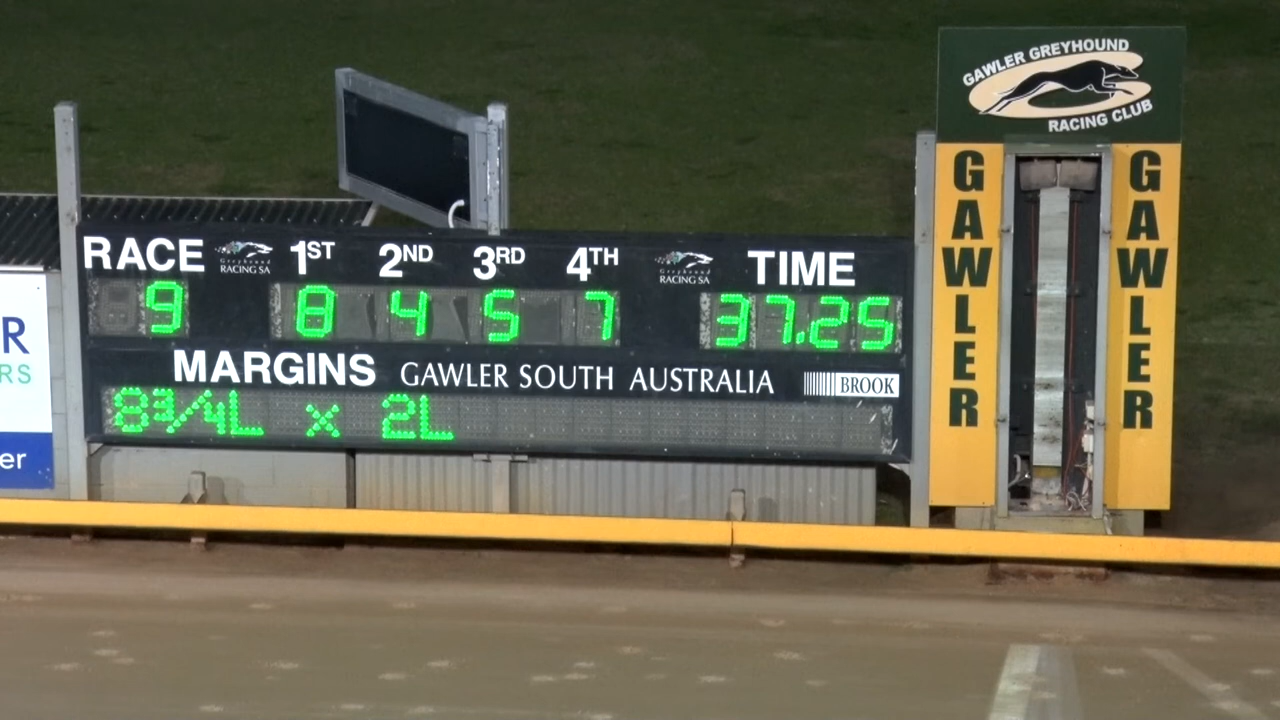 GAWLER GREYHOUND
RACING CLUB
GAWLER
GAWLER
RACE
Greyhound
RACING SA
1ST 2ND 3RD 4TH
Greyhound
RACING SA
TIME
9 8 4 5 7 37.25
MARGINS GAWLER SOUTH AUSTRALIA BROOK
8¾L x 2L
R
RS
er